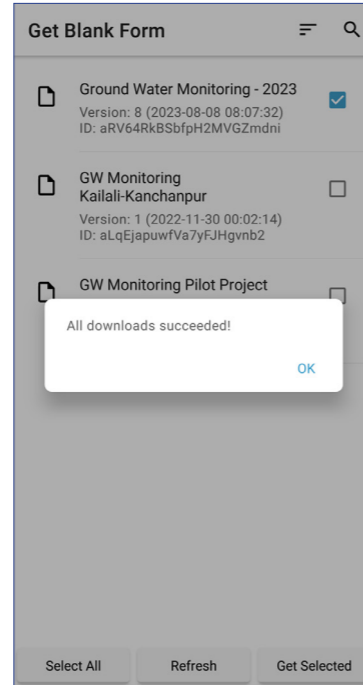 Get Blank Form
Ground Water Monitoring - 2023
Version: 8 (2023-08-08 08:07:32)
ID: aRV64RkBSbfpH2MVGZmdni
GW Monitoring
Kailali-Kanchanpur
Version: 1 (2022-11-30 00:02:14)
ID: aLqEjapuwfVa7yFJHgvnb2
GW Monitoring Pilot Project
All downloads succeeded!
OK
Select All
Refresh
Get Selected